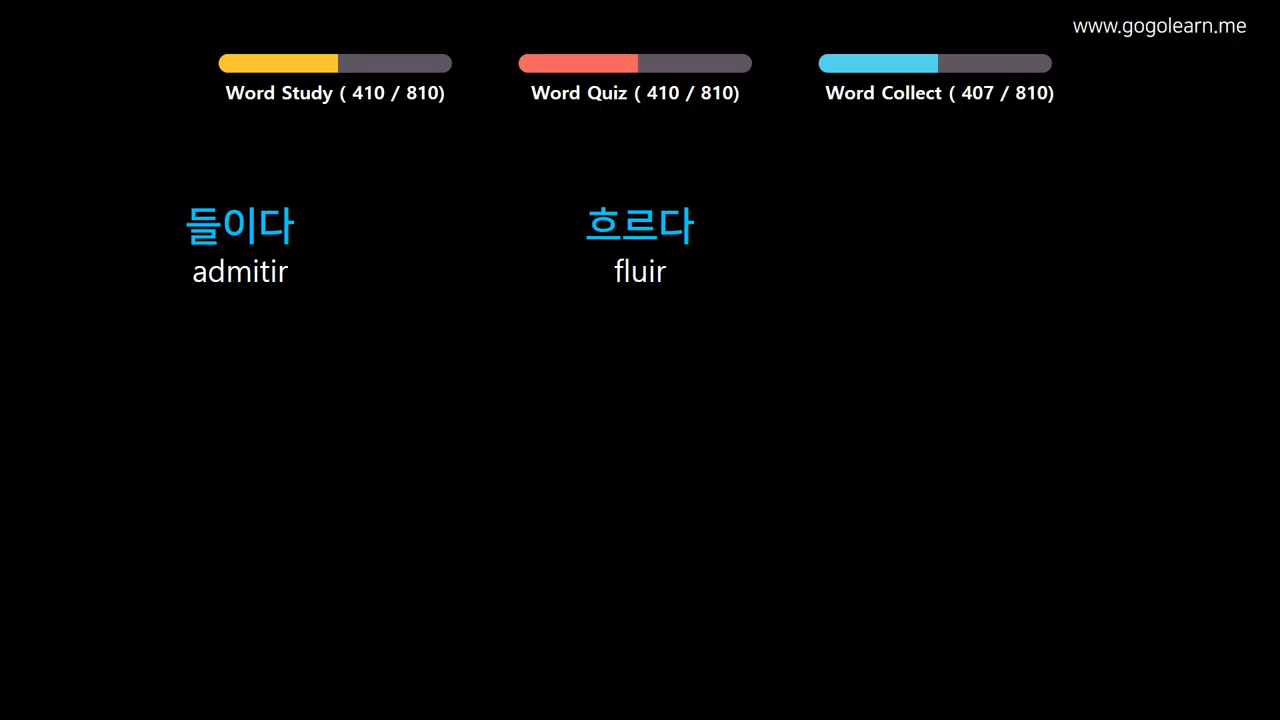 www.gogolearn.me
Word Study ( 410 / 810)
Word Quiz ( 410 / 810)
Word Collect ( 407 / 810)
들이다
admitir
흐르다
fluir